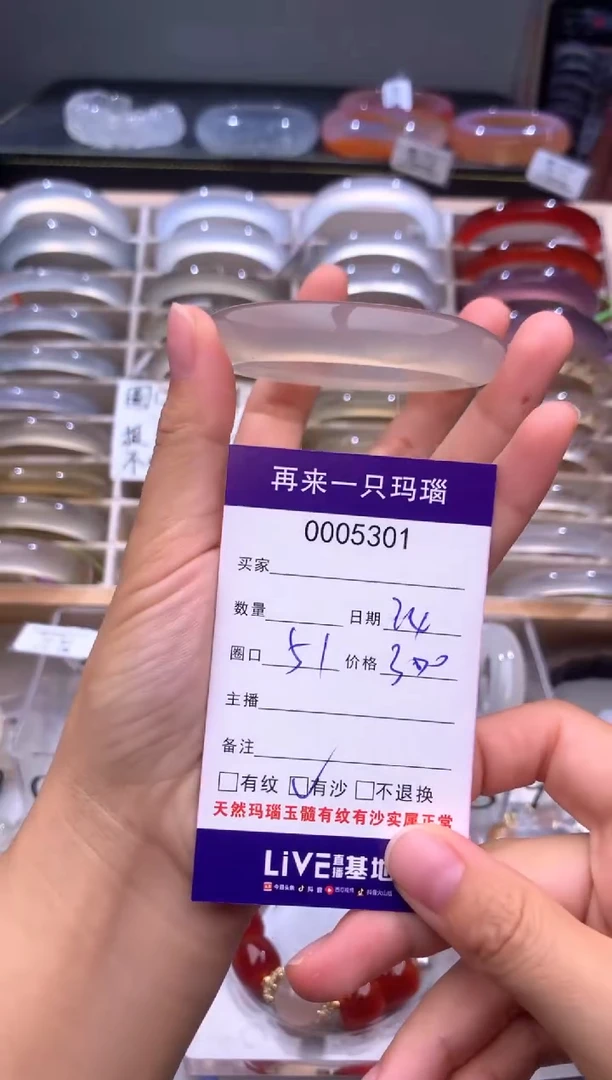 再来一只玛瑙
0005301
买家
数量 日期 24
圈口 51 价格 300
主播
备注
有纹 有沙 不退换
天然玛瑙玉髓有纹有沙实属正常
LiVE直播基地